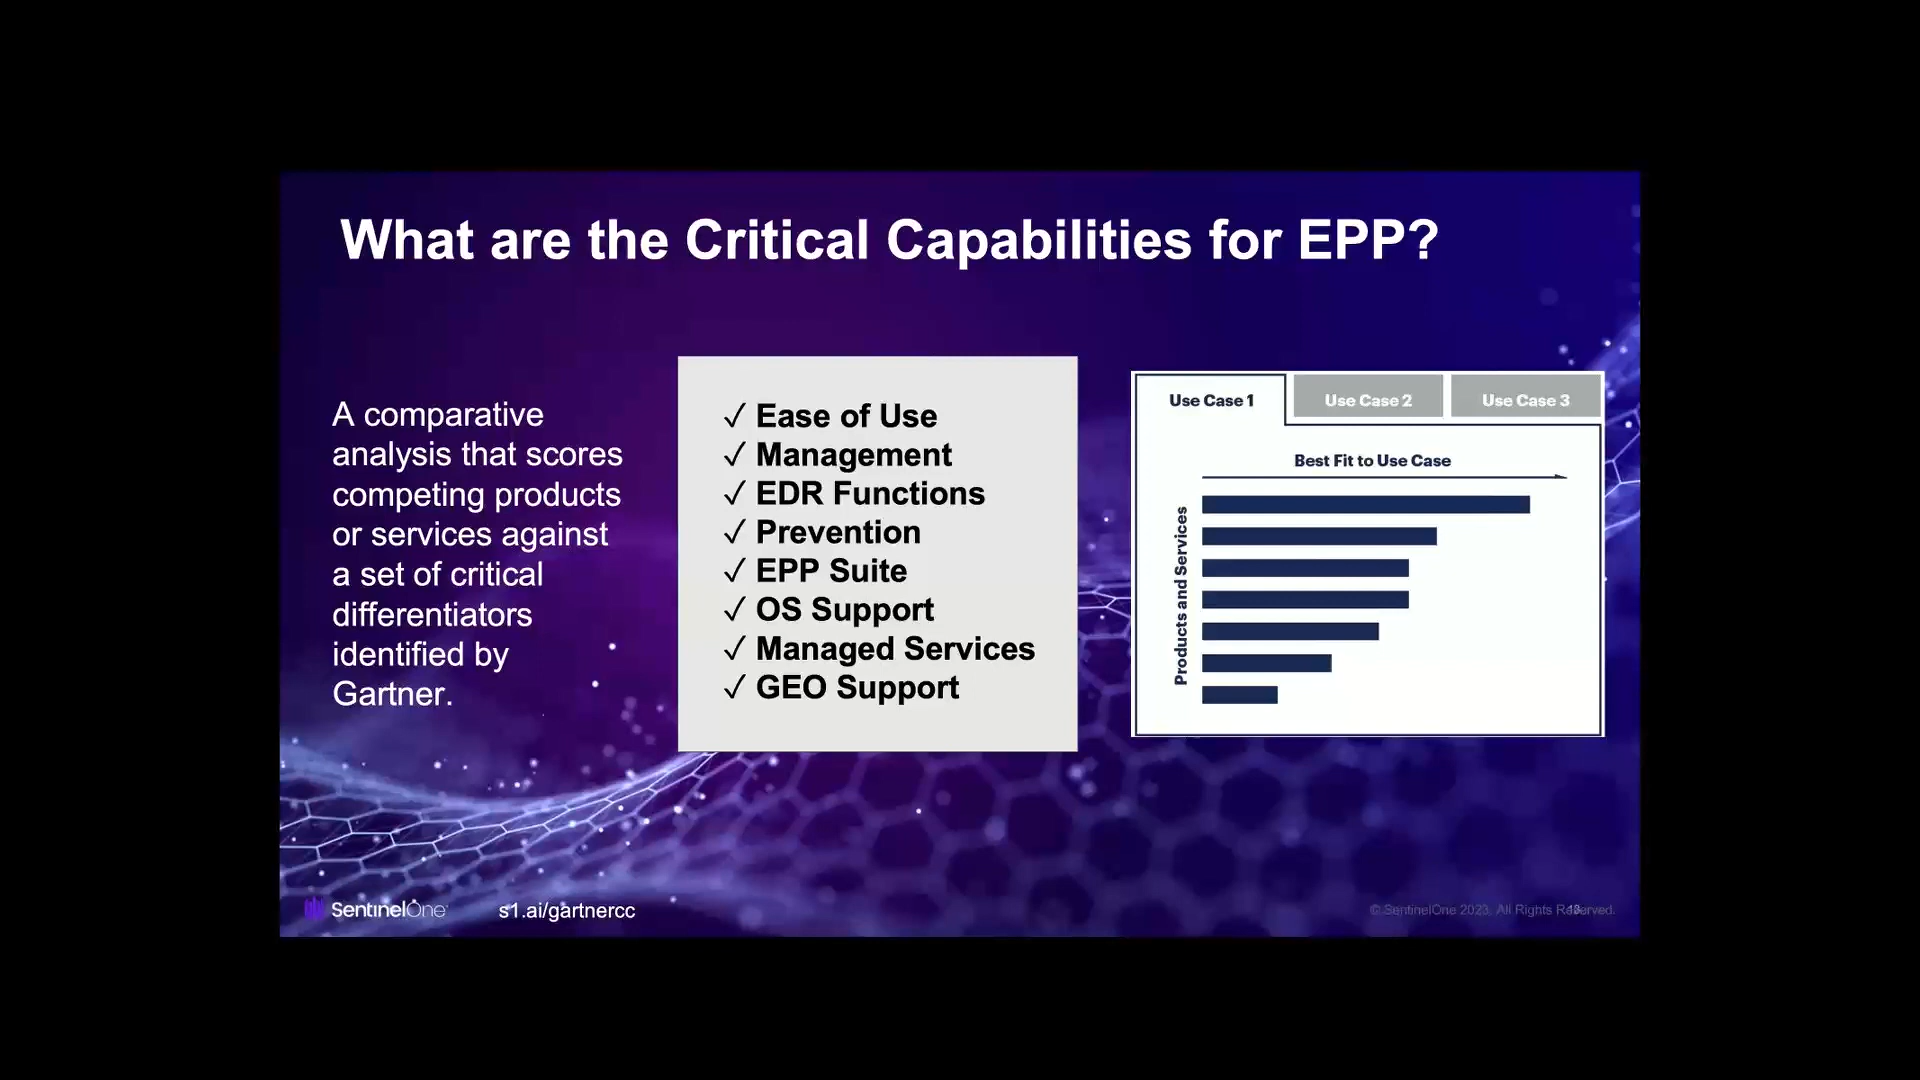 What are the Critical Capabilities for EPP?
A comparative
analysis that scores
competing products
or services against
a set of critical
differentiators
identified by
Gartner.
✓ Ease of Use
✓ Management
✓ EDR Functions
✓ Prevention
✓ EPP Suite
✓ OS Support
✓ Managed Services
✓ GEO Support
Use Case 1
Use Case 2
Use Case 3
Best Fit to Use Case
Products and Services
SentinelOne
s1.ai/gartnercc
© SentinelOne 2023. All Rights Reserved.